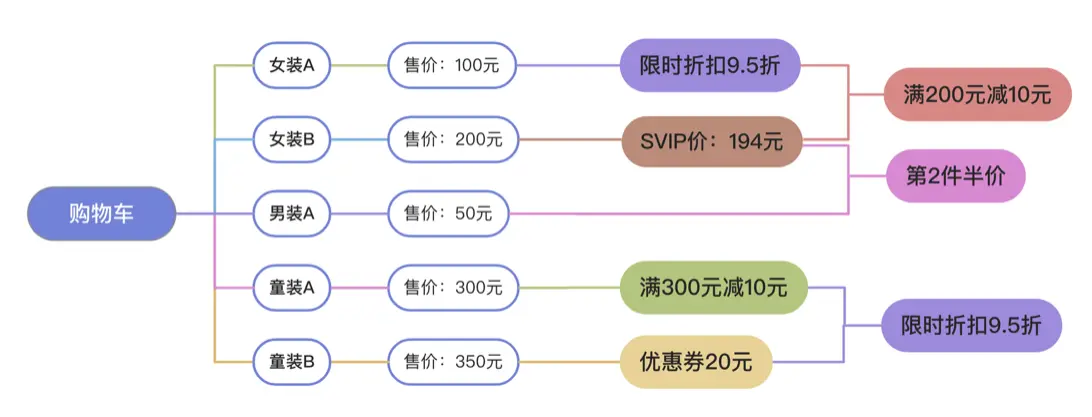 购物车
女装A
售价：100元
限时折扣9.5折
女装B
售价：200元
SVIP价：194元
满200元减10元
男装A
售价：50元
第2件半价
童装A
售价：300元
满300元减10元
童装B
售价：350元
优惠券20元
限时折扣9.5折